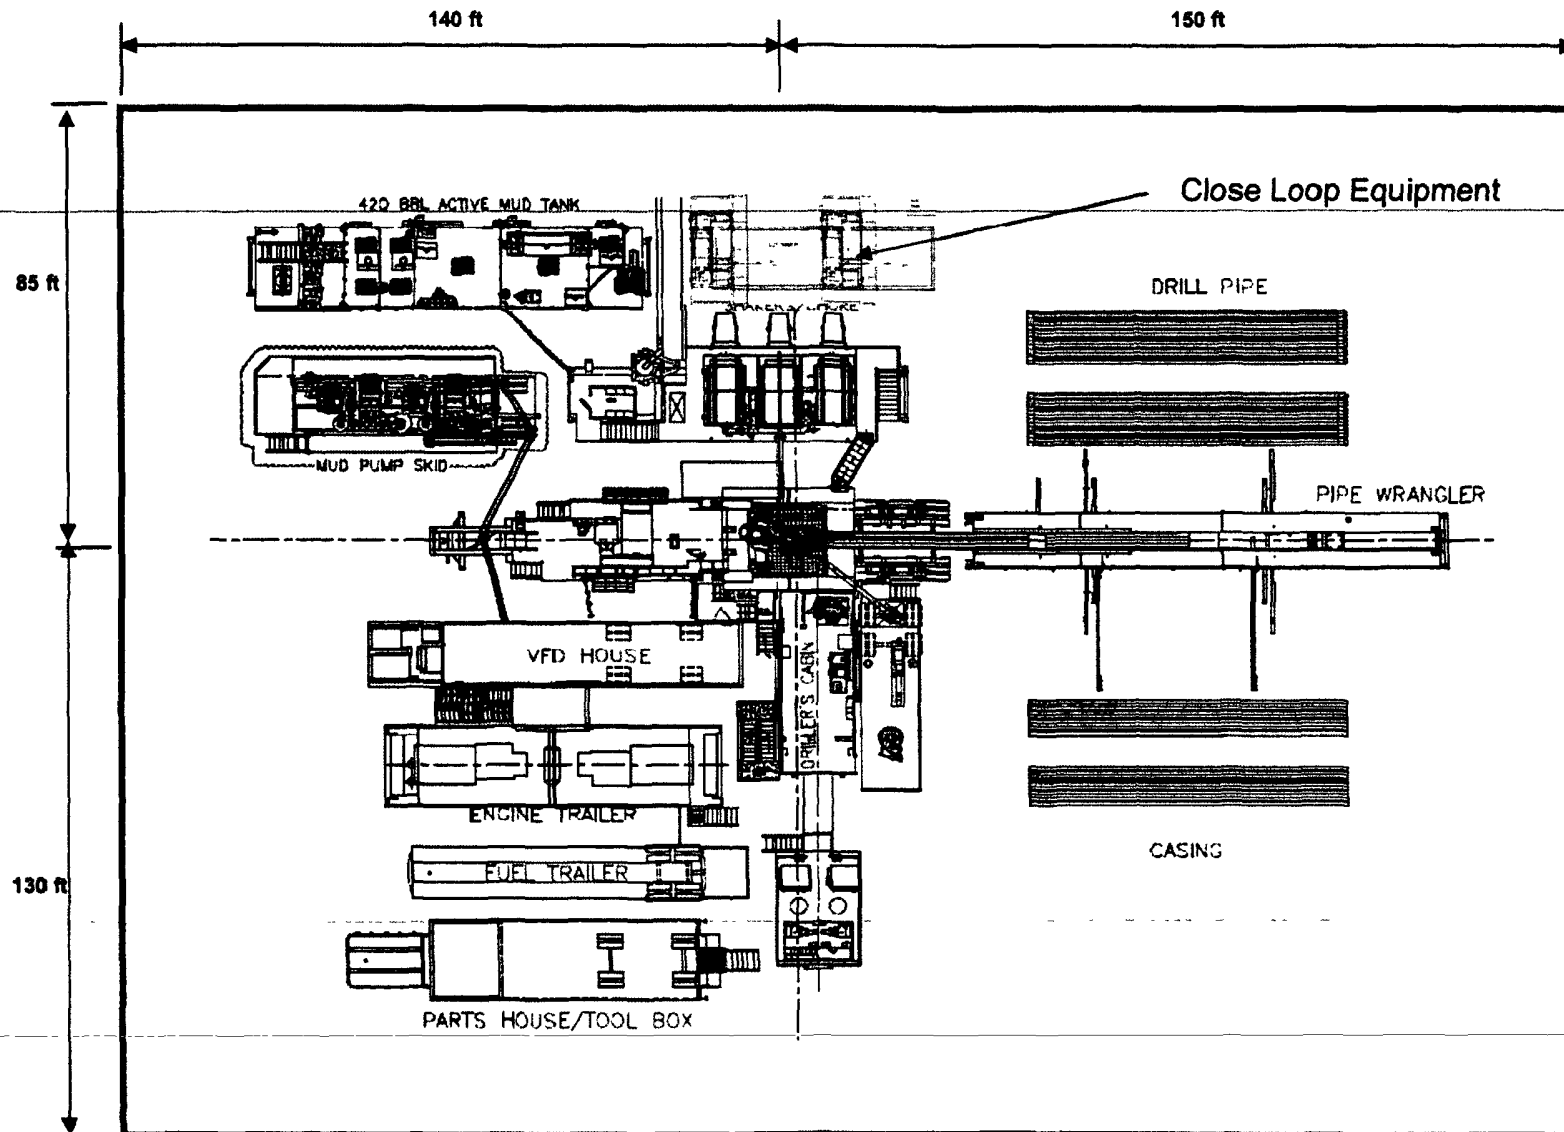 140 ft
150 ft
Close Loop Equipment
420 BBL ACTIVE MUD TANK
85 ft
DRILL PIPE
MUD PUMP SKID
PIPE WRANGLER
VFD HOUSE
DRILLER'S CABIN
ENGINE TRAILER
CASING
FUEL TRAILER
130 ft
PARTS HOUSE/TOOL BOX